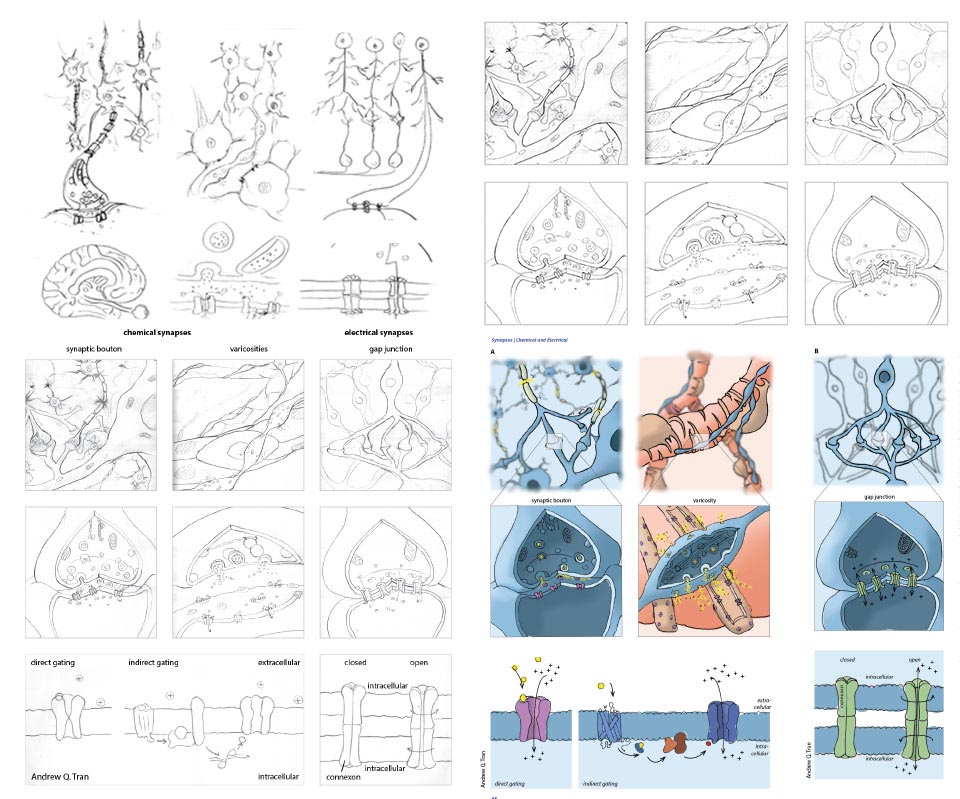 chemical synapses
electrical synapses
synaptic bouton
varicosities
gap junction
direct gating
indirect gating
extracellular
closed
open
intracellular
Andrew Q. Tran
intracellular
connexon
intracellular
Synapses | Chemical and Electrical
A
B
synaptic bouton
varicosity
gap junction
extra-
cellular
intra-
cellular
direct gating
indirect gating
Andrew Q. Tran
closed
open
intracellular
connexon
intracellular
Andrew Q. Tran